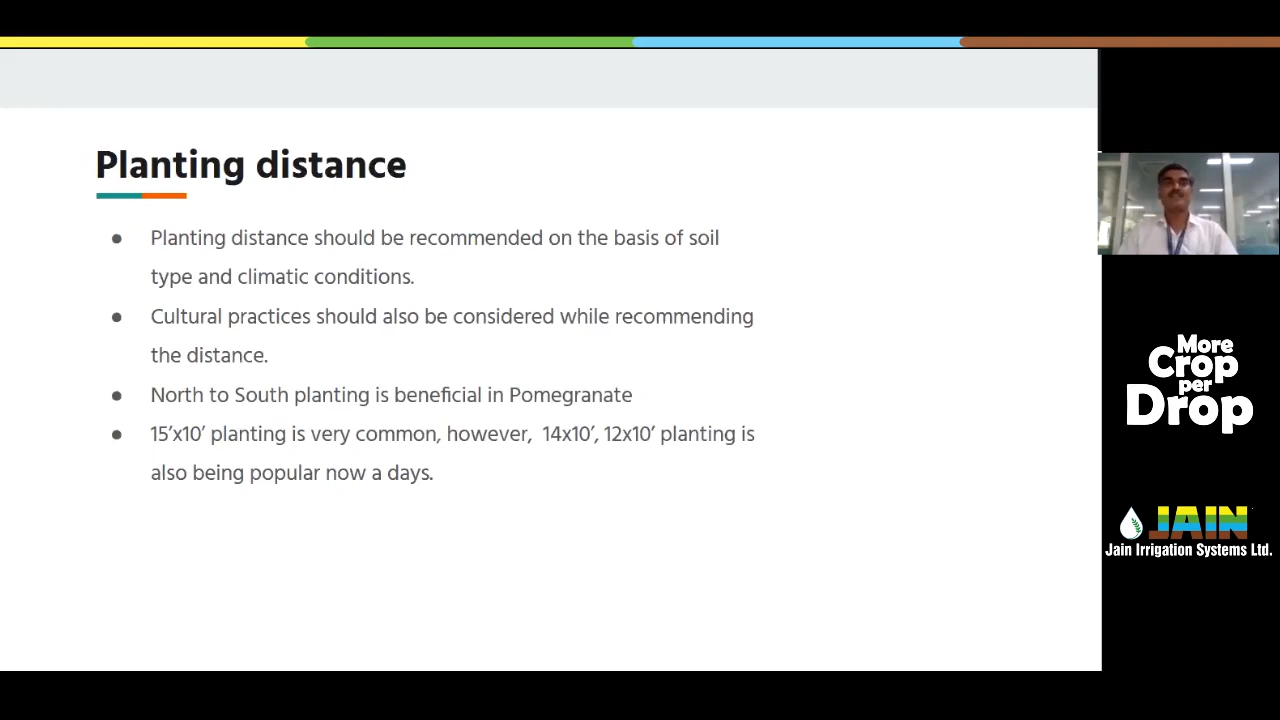 Planting distance
● Planting distance should be recommended on the basis of soil
type and climatic conditions.
● Cultural practices should also be considered while recommending
the distance.
● North to South planting is beneficial in Pomegranate
● 15’x10’ planting is very common, however, 14x10’, 12x10’ planting is
also being popular now a days.
More
Crop
per
Drop
JAIN
Jain Irrigation Systems Ltd.